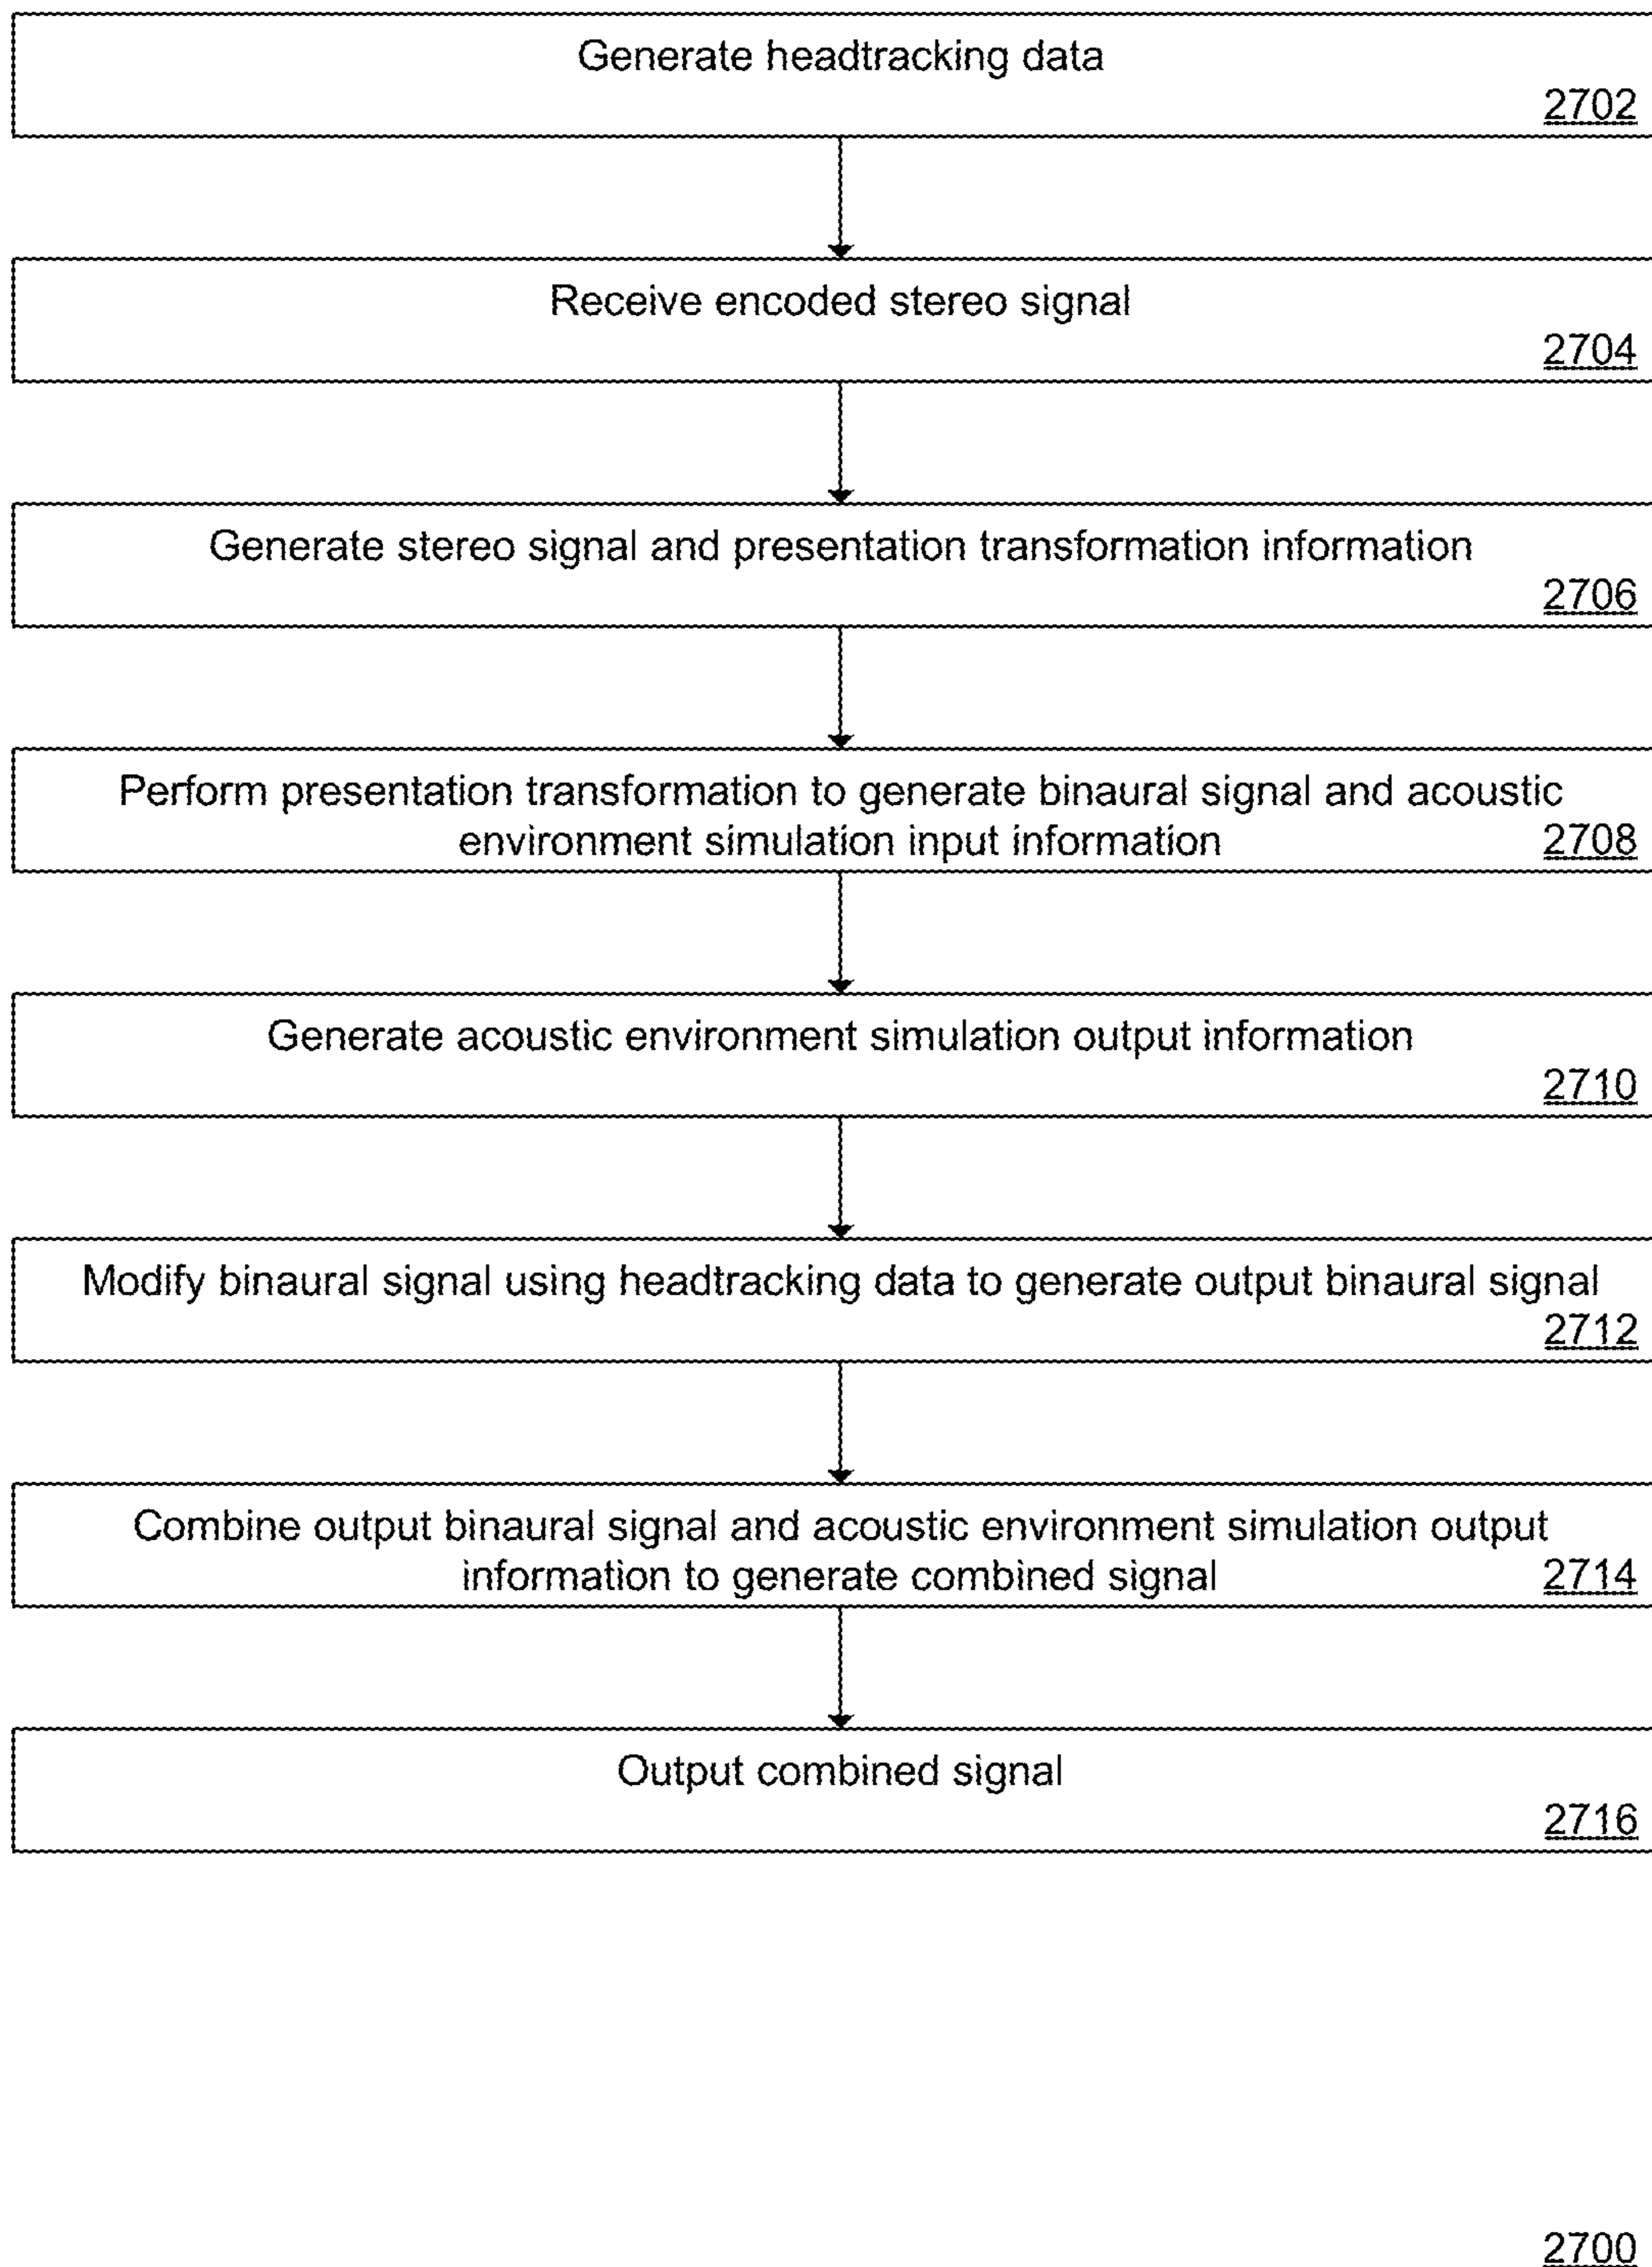 Generate headtracking data
2702
Receive encoded stereo signal
2704
Generate stereo signal and presentation transformation information
2706
Perform presentation transformation to generate binaural signal and acoustic
environment simulation input information
2708
Generate acoustic environment simulation output information
2710
Modify binaural signal using headtracking data to generate output binaural signal
2712
Combine output binaural signal and acoustic environment simulation output
information to generate combined signal
2714
Output combined signal
2716
2700